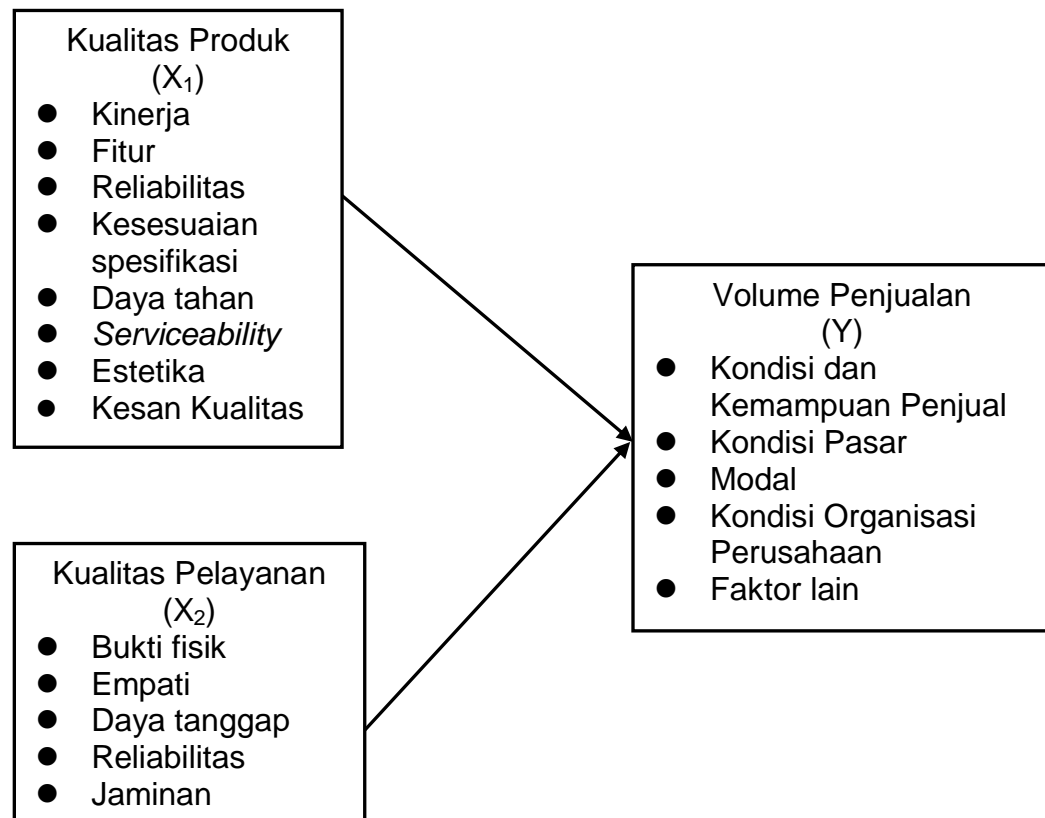 Kualitas Produk
(X₁)
● Kinerja
● Fitur
● Reliabilitas
● Kesesuaian
spesifikasi
● Daya tahan
● Serviceability
● Estetika
● Kesan Kualitas
Volume Penjualan
(Y)
● Kondisi dan
Kemampuan Penjual
● Kondisi Pasar
● Modal
● Kondisi Organisasi
Perusahaan
● Faktor lain
Kualitas Pelayanan
(X₂)
● Bukti fisik
● Empati
● Daya tanggap
● Reliabilitas
● Jaminan